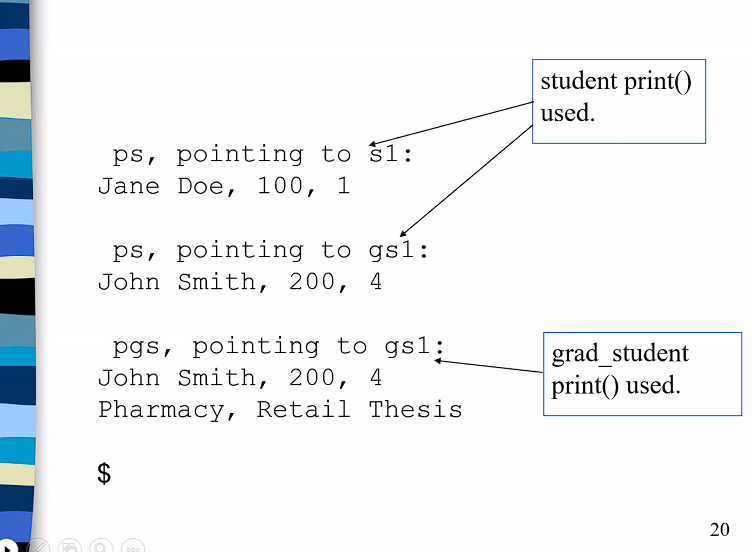 student print()
used.
ps, pointing to s1:
Jane Doe, 100, 1
ps, pointing to gs1:
John Smith, 200, 4
pgs, pointing to gs1:
John Smith, 200, 4
Pharmacy, Retail Thesis
grad_student
print() used.
$
20